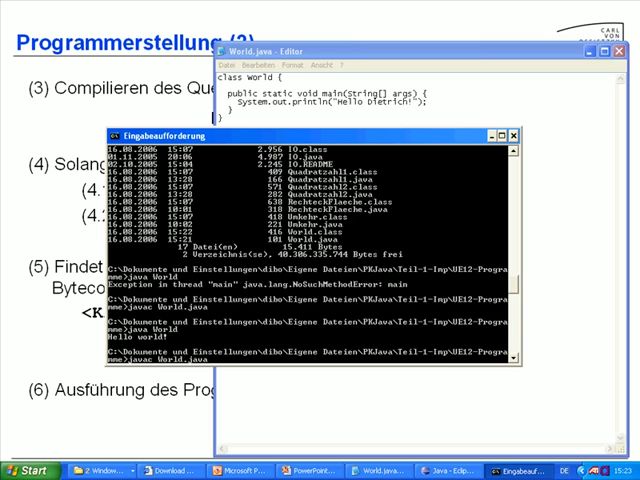 Programmerstellung (2)
CARL
VON
World.java - Editor
Datei Bearbeiten Format Ansicht ?
(3) Compilieren des Que
class World {
public static void main(String[] args) {
System.out.println("Hello Dietrich!");
}
}
Eingabeaufforderung
16.08.2006 15:07 2.956 IO.class
01.11.2005 20:06 4.987 IO.java
02.10.2005 15:04 2.245 IO.README
16.08.2006 15:07 409 Quadratzahl1.class
16.08.2006 13:28 166 Quadratzahl1.java
16.08.2006 15:07 571 Quadratzahl2.class
16.08.2006 13:28 282 Quadratzahl2.java
16.08.2006 15:07 638 RechteckFlaeche.class
16.08.2006 10:01 318 RechteckFlaeche.java
16.08.2006 15:07 418 Umkehr.class
16.08.2006 10:02 221 Umkehr.java
16.08.2006 15:22 416 World.class
16.08.2006 15:21 101 World.java
17 Datei(en) 15.411 Bytes
2 Verzeichnis(se), 40.306.335.744 Bytes frei
C:\Dokumente und Einstellungen\dibo\Eigene Dateien\PKJava\Teil-1-Imp\UE12-Progra
mme>java World
Exception in thread "main" java.lang.NoSuchMethodError: main
C:\Dokumente und Einstellungen\dibo\Eigene Dateien\PKJava\Teil-1-Imp\UE12-Progra
mme>javac World.java
C:\Dokumente und Einstellungen\dibo\Eigene Dateien\PKJava\Teil-1-Imp\UE12-Progra
mme>java World
Hello world!
C:\Dokumente und Einstellungen\dibo\Eigene Dateien\PKJava\Teil-1-Imp\UE12-Progra
mme>javac World.java
(4) Solang
(4.
(4.2
(5) Findet
Byteco
<K
(6) Ausführung des Prog
Start
2 Window...
Download ...
Microsoft P...
PowerPoint...
World.java...
Java - Eclip...
Eingabeauf...
DE
15:23